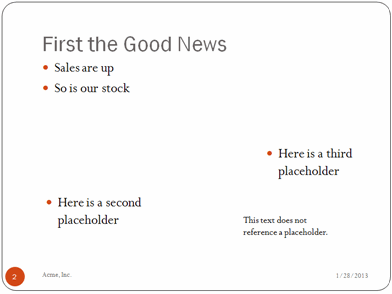 First the Good News
Sales are up
So is our stock
Here is a third
placeholder
Here is a second
placeholder
This text does not
reference a placeholder.
2
Acme, Inc.
1/28/2013